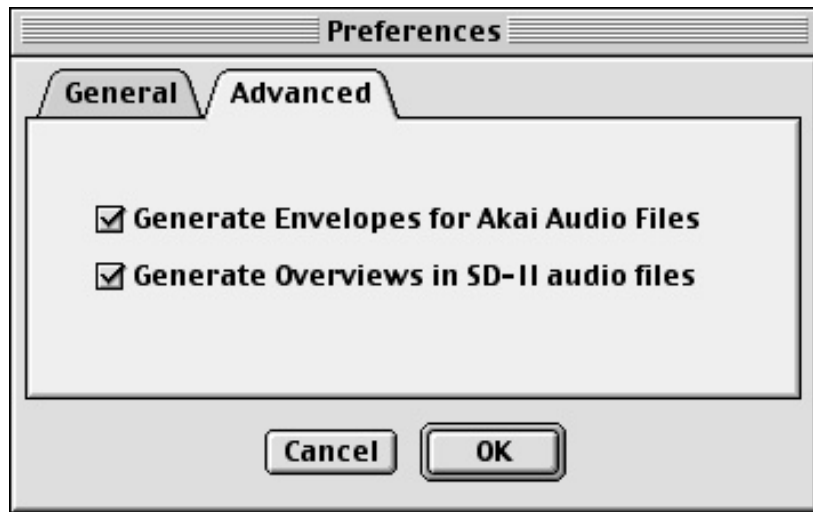 Preferences
General
Advanced
Generate Envelopes for Akai Audio Files
Generate Overviews in SD-II audio files
Cancel
OK